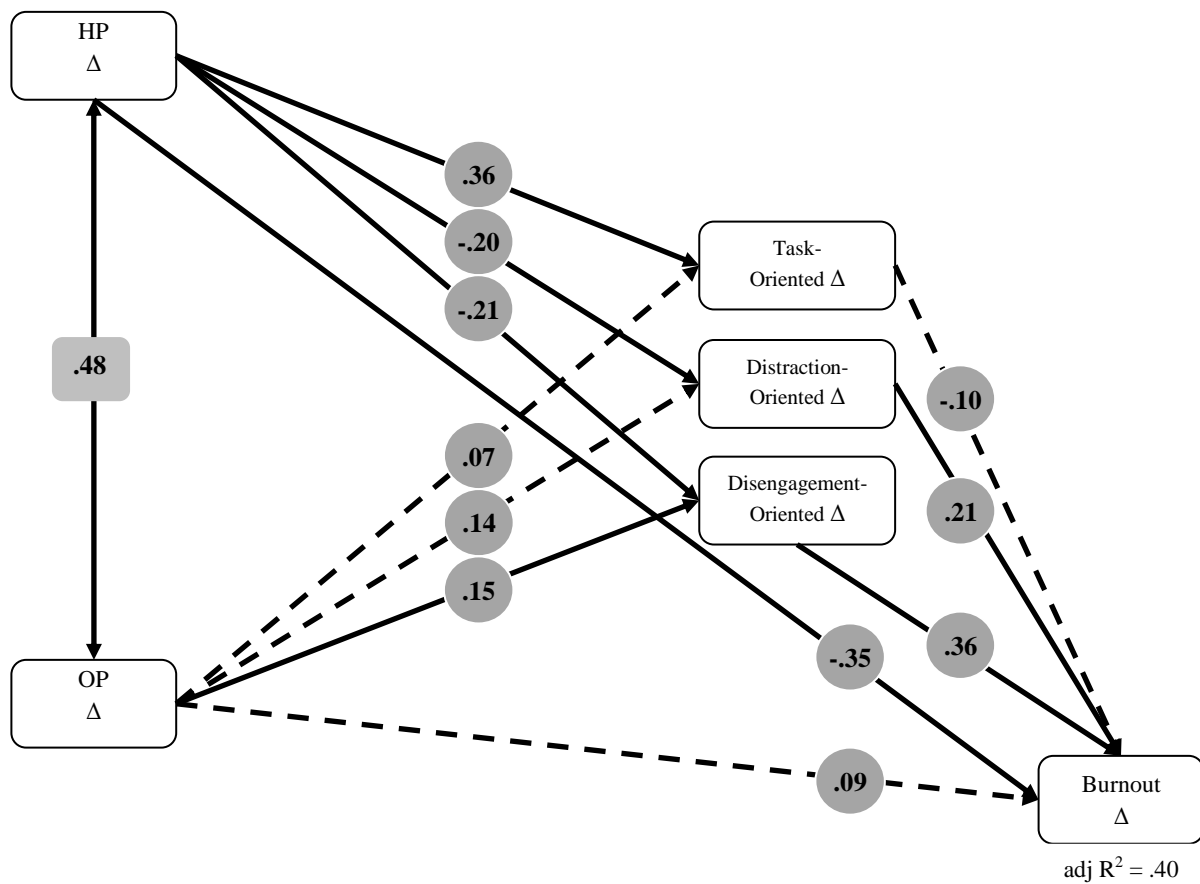 HP
Δ
.36
-.20
-.21
Task-
Oriented Δ
Distraction-
Oriented Δ
Disengagement-
Oriented Δ
.48
-.10
.07
.14
.15
.21
-.35
.36
OP
Δ
.09
Burnout
Δ
adj R² = .40